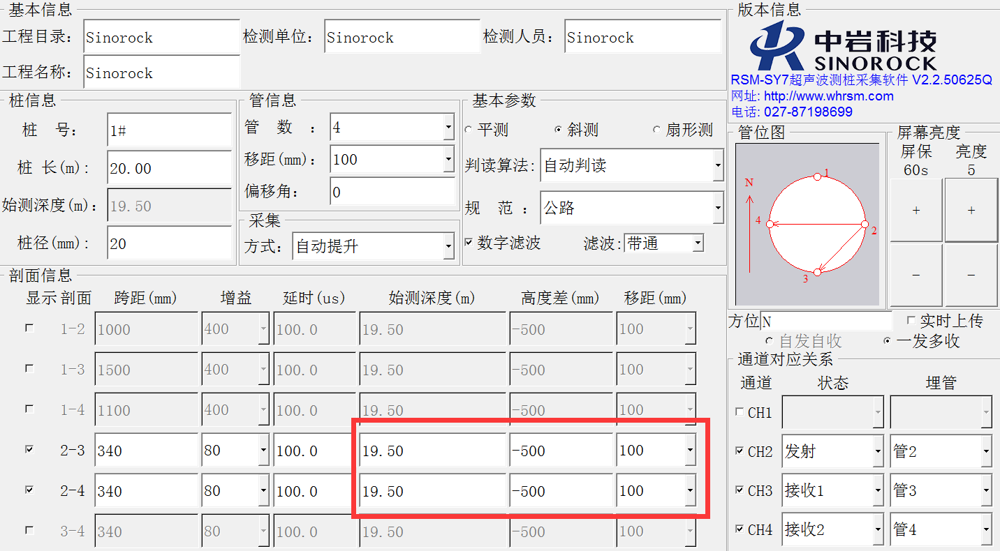 基本信息
工程目录: Sinorock 检测单位: Sinorock 检测人员: Sinorock
工程名称: Sinorock
版本信息
中岩科技
SINOROCK
RSM-SY7超声波测桩采集软件 V2.2.50625Q
网址: http://www.whrsm.com
电话: 027-87198699
桩信息
桩 号: 1#
桩 长(m): 20.00
始测深度(m): 19.50
桩径(mm): 20
管信息
管 数 : 4
移距(mm): 100
偏移角: 0
采集
方式: 自动提升
基本参数
平测 斜测 扇形测
判读算法: 自动判读
规 范 : 公路
数字滤波 滤波: 带通
管位图
N
1
2
3
4
屏幕亮度
屏保 亮度
60s 5
+ +
- -
方位 N 实时上传
自发自收 一发多收
剖面信息
显示 剖面 跨距(mm) 增益 延时(us) 始测深度(m) 高度差(mm) 移距(mm)
1-2 1000 400 100.0 19.50 -500 100
1-3 1500 400 100.0 19.50 -500 100
1-4 1100 400 100.0 19.50 -500 100
2-3 340 80 100.0 19.50 -500 100
2-4 340 80 100.0 19.50 -500 100
3-4 340 80 100.0 19.50 -500 100
通道对应关系
通道 状态 埋管
CH1
CH2 发射 管2
CH3 接收1 管3
CH4 接收2 管4